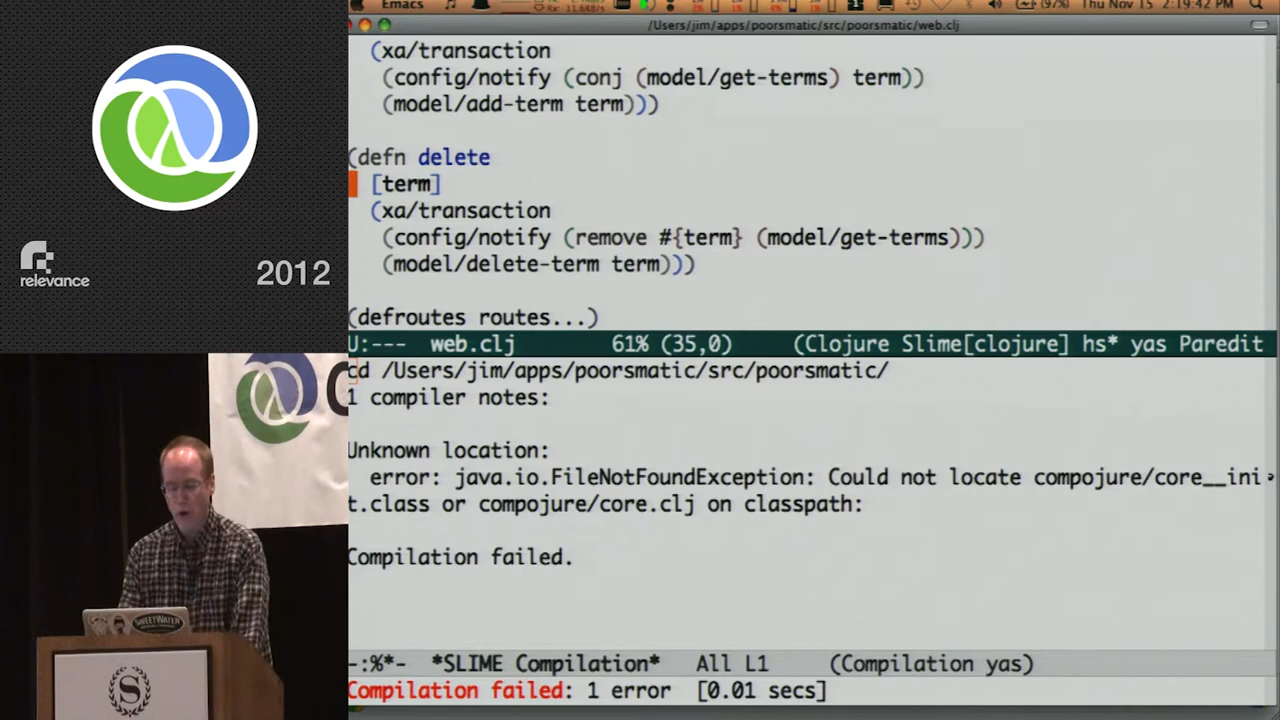 Emacs
Thu Nov 15 2:19:42 PM
/Users/jim/apps/poorsmatic/src/poorsmatic/web.clj
(xa/transaction
(config/notify (conj (model/get-terms) term))
(model/add-term term)))
(defn delete
[term]
(xa/transaction
(config/notify (remove #{term} (model/get-terms)))
(model/delete-term term)))
(defroutes routes...)
U:--- web.clj 61% (35,0) (Clojure Slime[clojure] hs* yas Paredit
cd /Users/jim/apps/poorsmatic/src/poorsmatic/
1 compiler notes:
Unknown location:
error: java.io.FileNotFoundException: Could not locate compojure/core__ini
t.class or compojure/core.clj on classpath:
Compilation failed.
-:%*- *SLIME Compilation* All L1 (Compilation yas)
Compilation failed: 1 error [0.01 secs]
relevance
2012
SWEETWATER
S